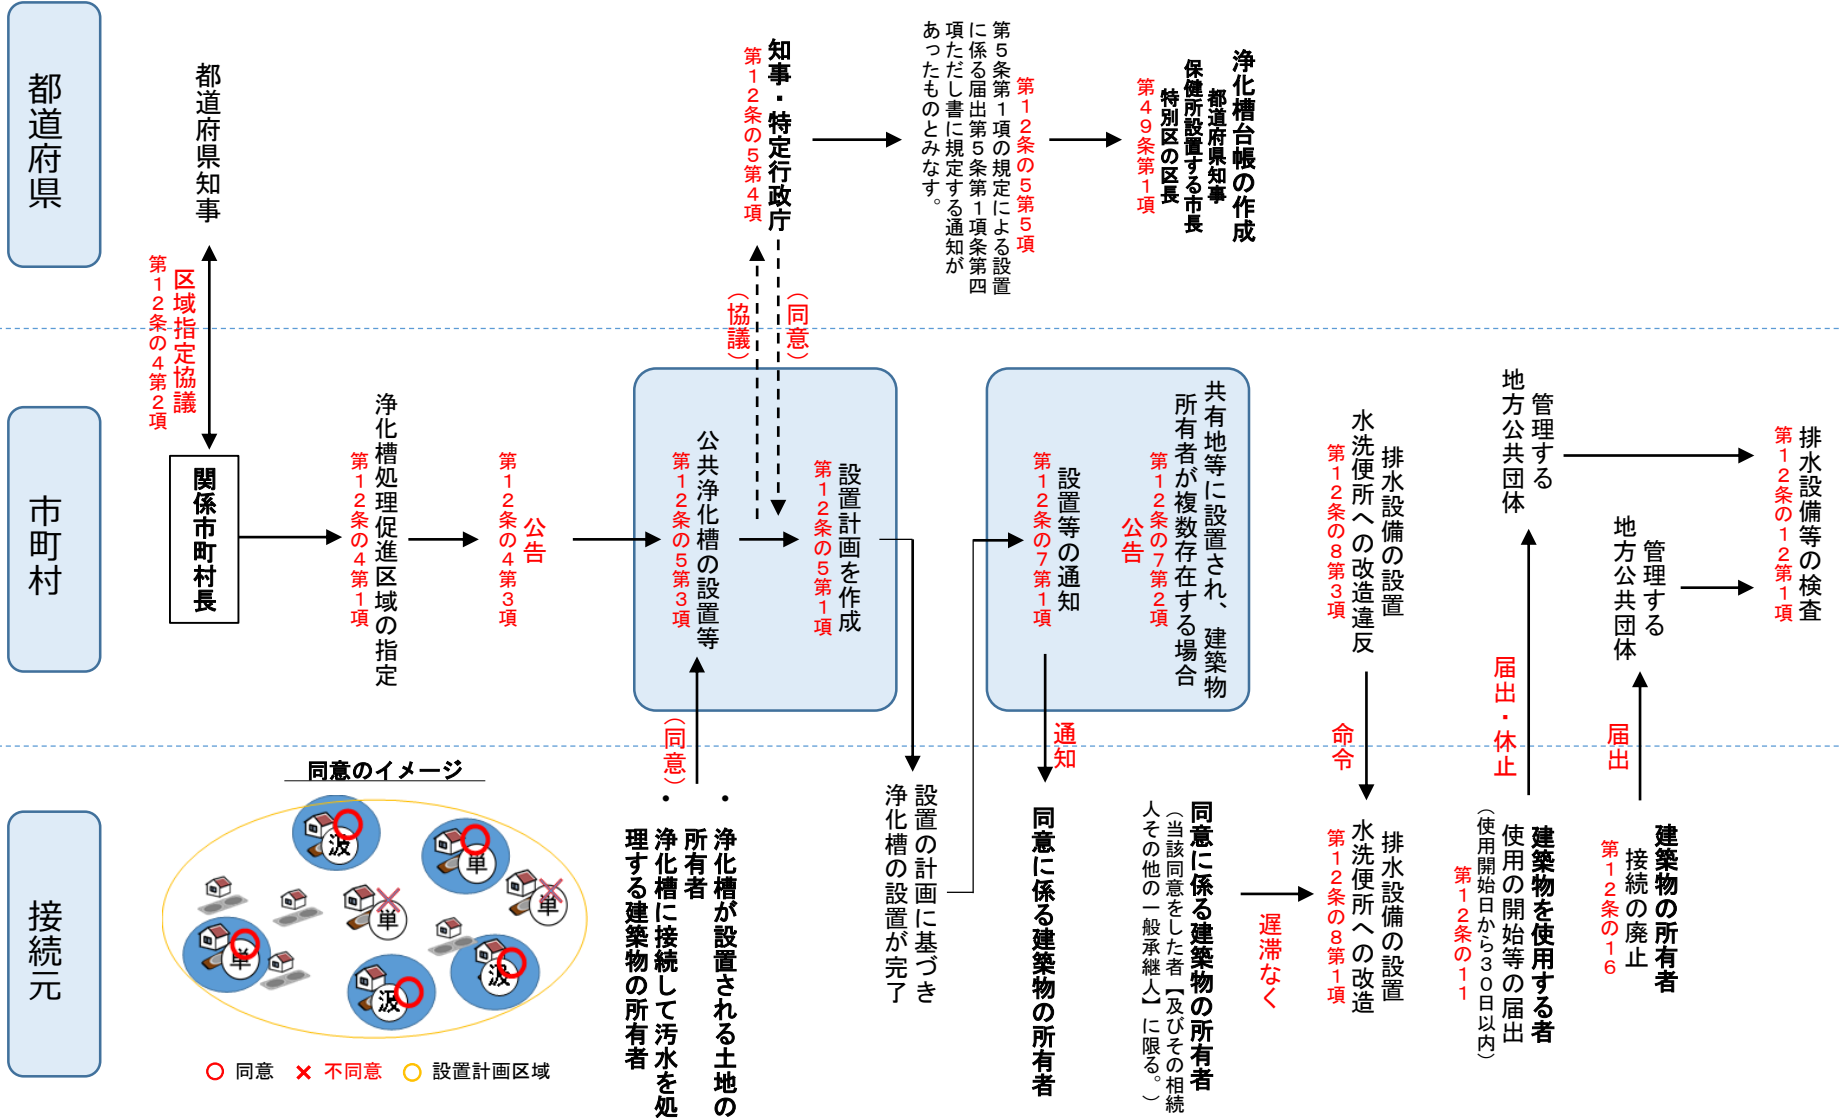 都道府県
都道府県知事
区域指定協議
第１２条の４第２項
知事・特定行政庁
第１２条の５第４項
（協議）
（同意）
第１２条の５第５項
第５条第１項の規定による設置
に係る届出第５条第１項条第四
項ただし書に規定する通知が
あったものとみなす。
浄化槽台帳の作成
都道府県知事
保健所設置する市長
特別区の区長
第４９条第１項
市町村
関係市町村長
浄化槽処理促進区域の指定
第１２条の４第１項
公告
第１２条の４第３項
公共浄化槽の設置等
第１２条の５第３項
設置計画を作成
第１２条の５第１項
設置等の通知
第１２条の７第１項
共有地等に設置され、建築物
所有者が複数存在する場合
第１２条の７第２項
公告
排水設備の設置
水洗便所への改造違反
第１２条の８第３項
管理する
地方公共団体
管理する
地方公共団体
排水設備等の検査
第１２条の１２第１項
（同意）
通知
命令
届出・休止
届出
接続元
同意のイメージ
汲
単
単
単
単
汲
汲
同意
不同意
設置計画区域
・浄化槽が設置される土地の
所有者
・浄化槽に接続して汚水を処
理する建築物の所有者
設置の計画に基づき
浄化槽の設置が完了
同意に係る建築物の所有者
同意に係る建築物の所有者
（当該同意をした者【及びその相続
人その他の一般承継人】に限る。）
遅滞なく
排水設備の設置
水洗便所への改造
第１２条の８第１項
建築物を使用する者
使用の開始等の届出
（使用開始日から３０日以内）
第１２条の１１
建築物の所有者
接続の廃止
第１２条の１６